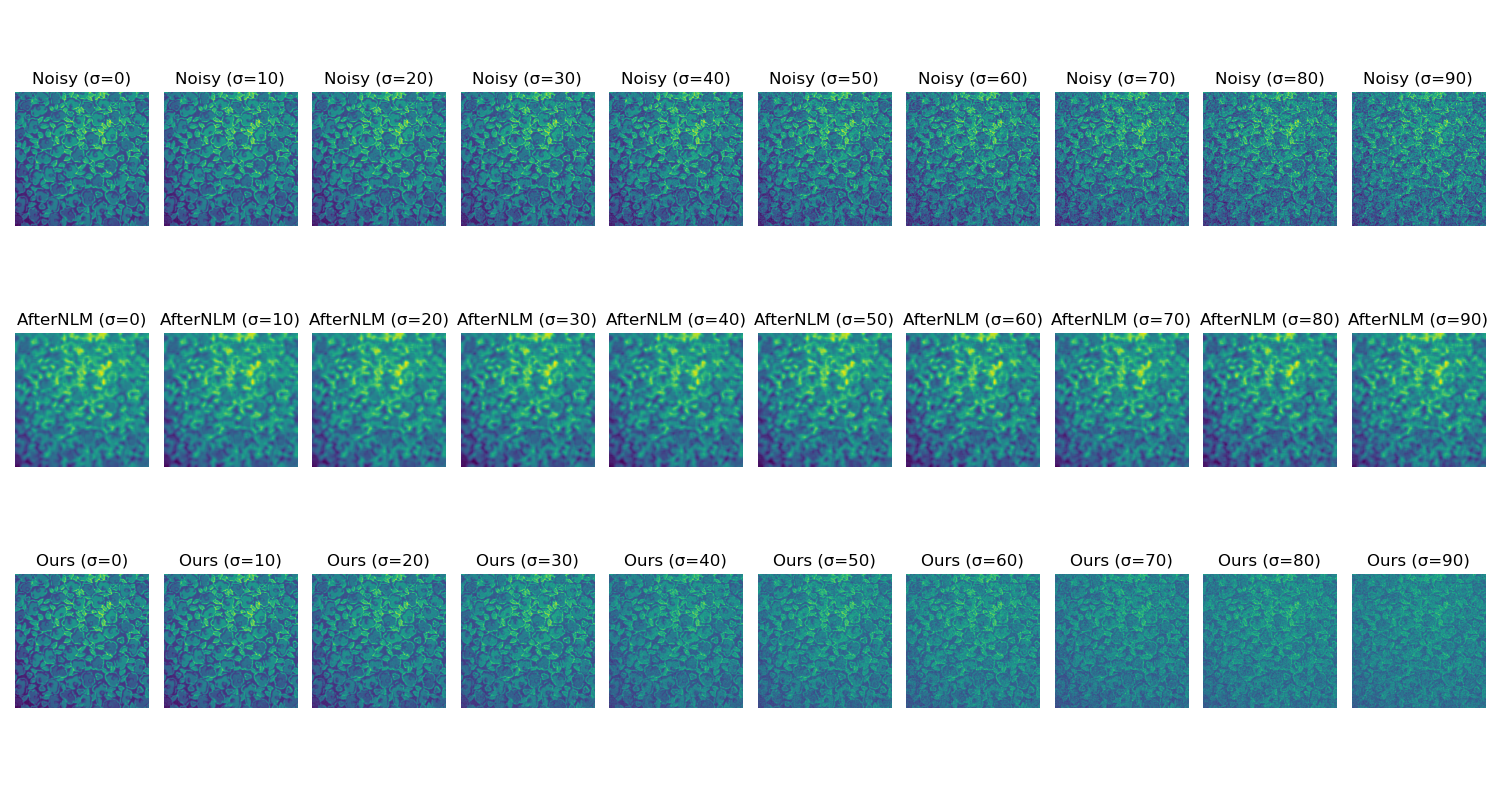 Noisy (σ=0) Noisy (σ=10) Noisy (σ=20) Noisy (σ=30) Noisy (σ=40) Noisy (σ=50) Noisy (σ=60) Noisy (σ=70) Noisy (σ=80) Noisy (σ=90)
AfterNLM (σ=0) AfterNLM (σ=10) AfterNLM (σ=20) AfterNLM (σ=30) AfterNLM (σ=40) AfterNLM (σ=50) AfterNLM (σ=60) AfterNLM (σ=70) AfterNLM (σ=80) AfterNLM (σ=90)
Ours (σ=0) Ours (σ=10) Ours (σ=20) Ours (σ=30) Ours (σ=40) Ours (σ=50) Ours (σ=60) Ours (σ=70) Ours (σ=80) Ours (σ=90)